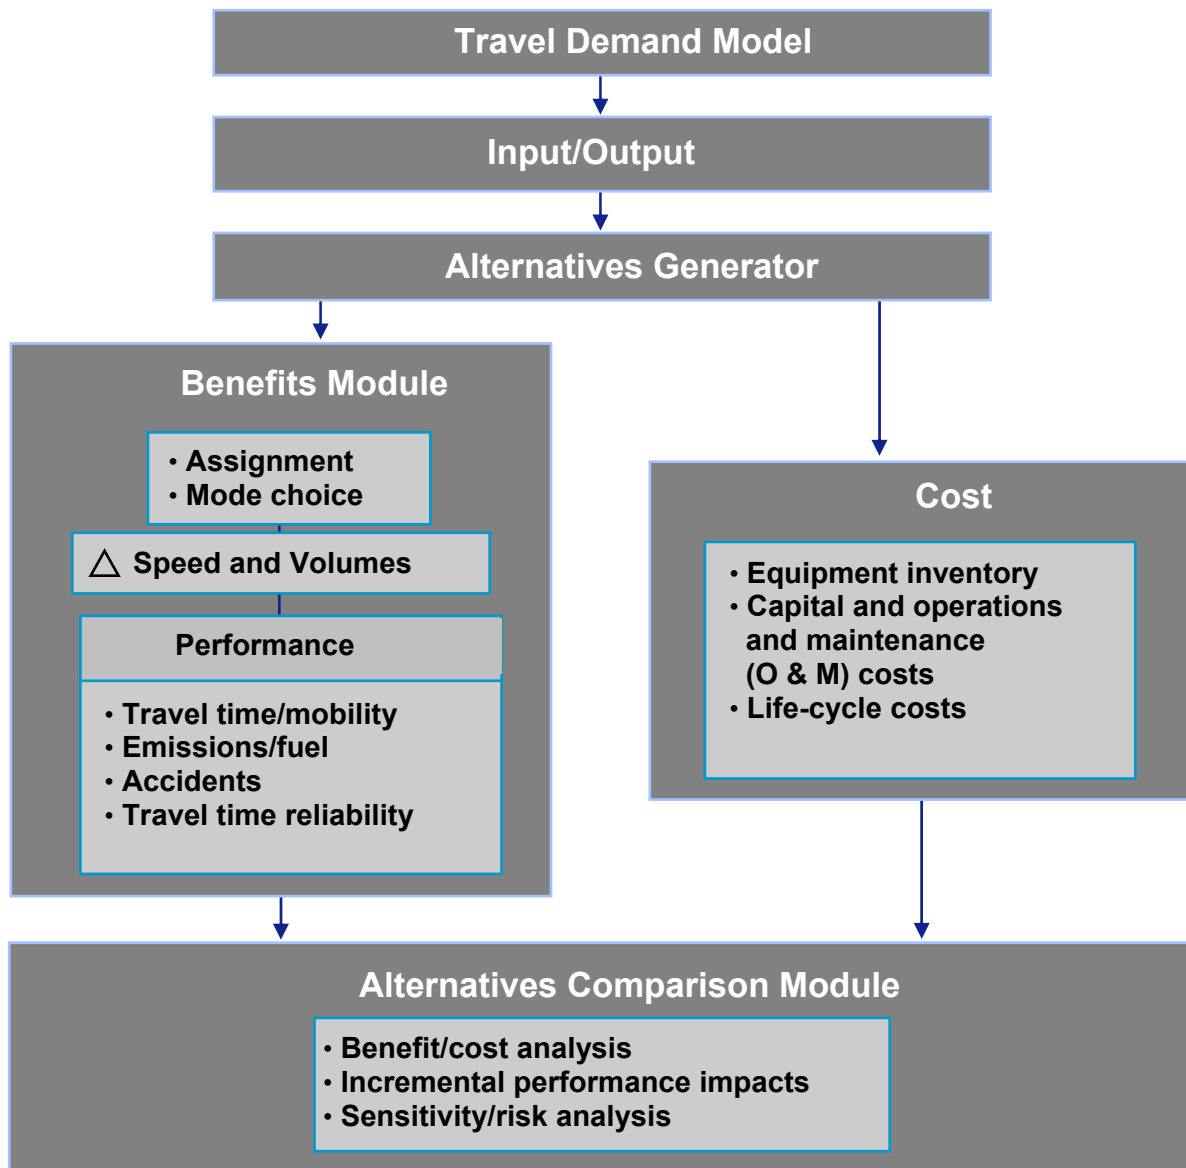 Travel Demand Model
Input/Output
Alternatives Generator
Benefits Module
• Assignment
• Mode choice
△ Speed and Volumes
Performance
• Travel time/mobility
• Emissions/fuel
• Accidents
• Travel time reliability
Cost
• Equipment inventory
• Capital and operations
and maintenance
(O & M) costs
• Life-cycle costs
Alternatives Comparison Module
• Benefit/cost analysis
• Incremental performance impacts
• Sensitivity/risk analysis